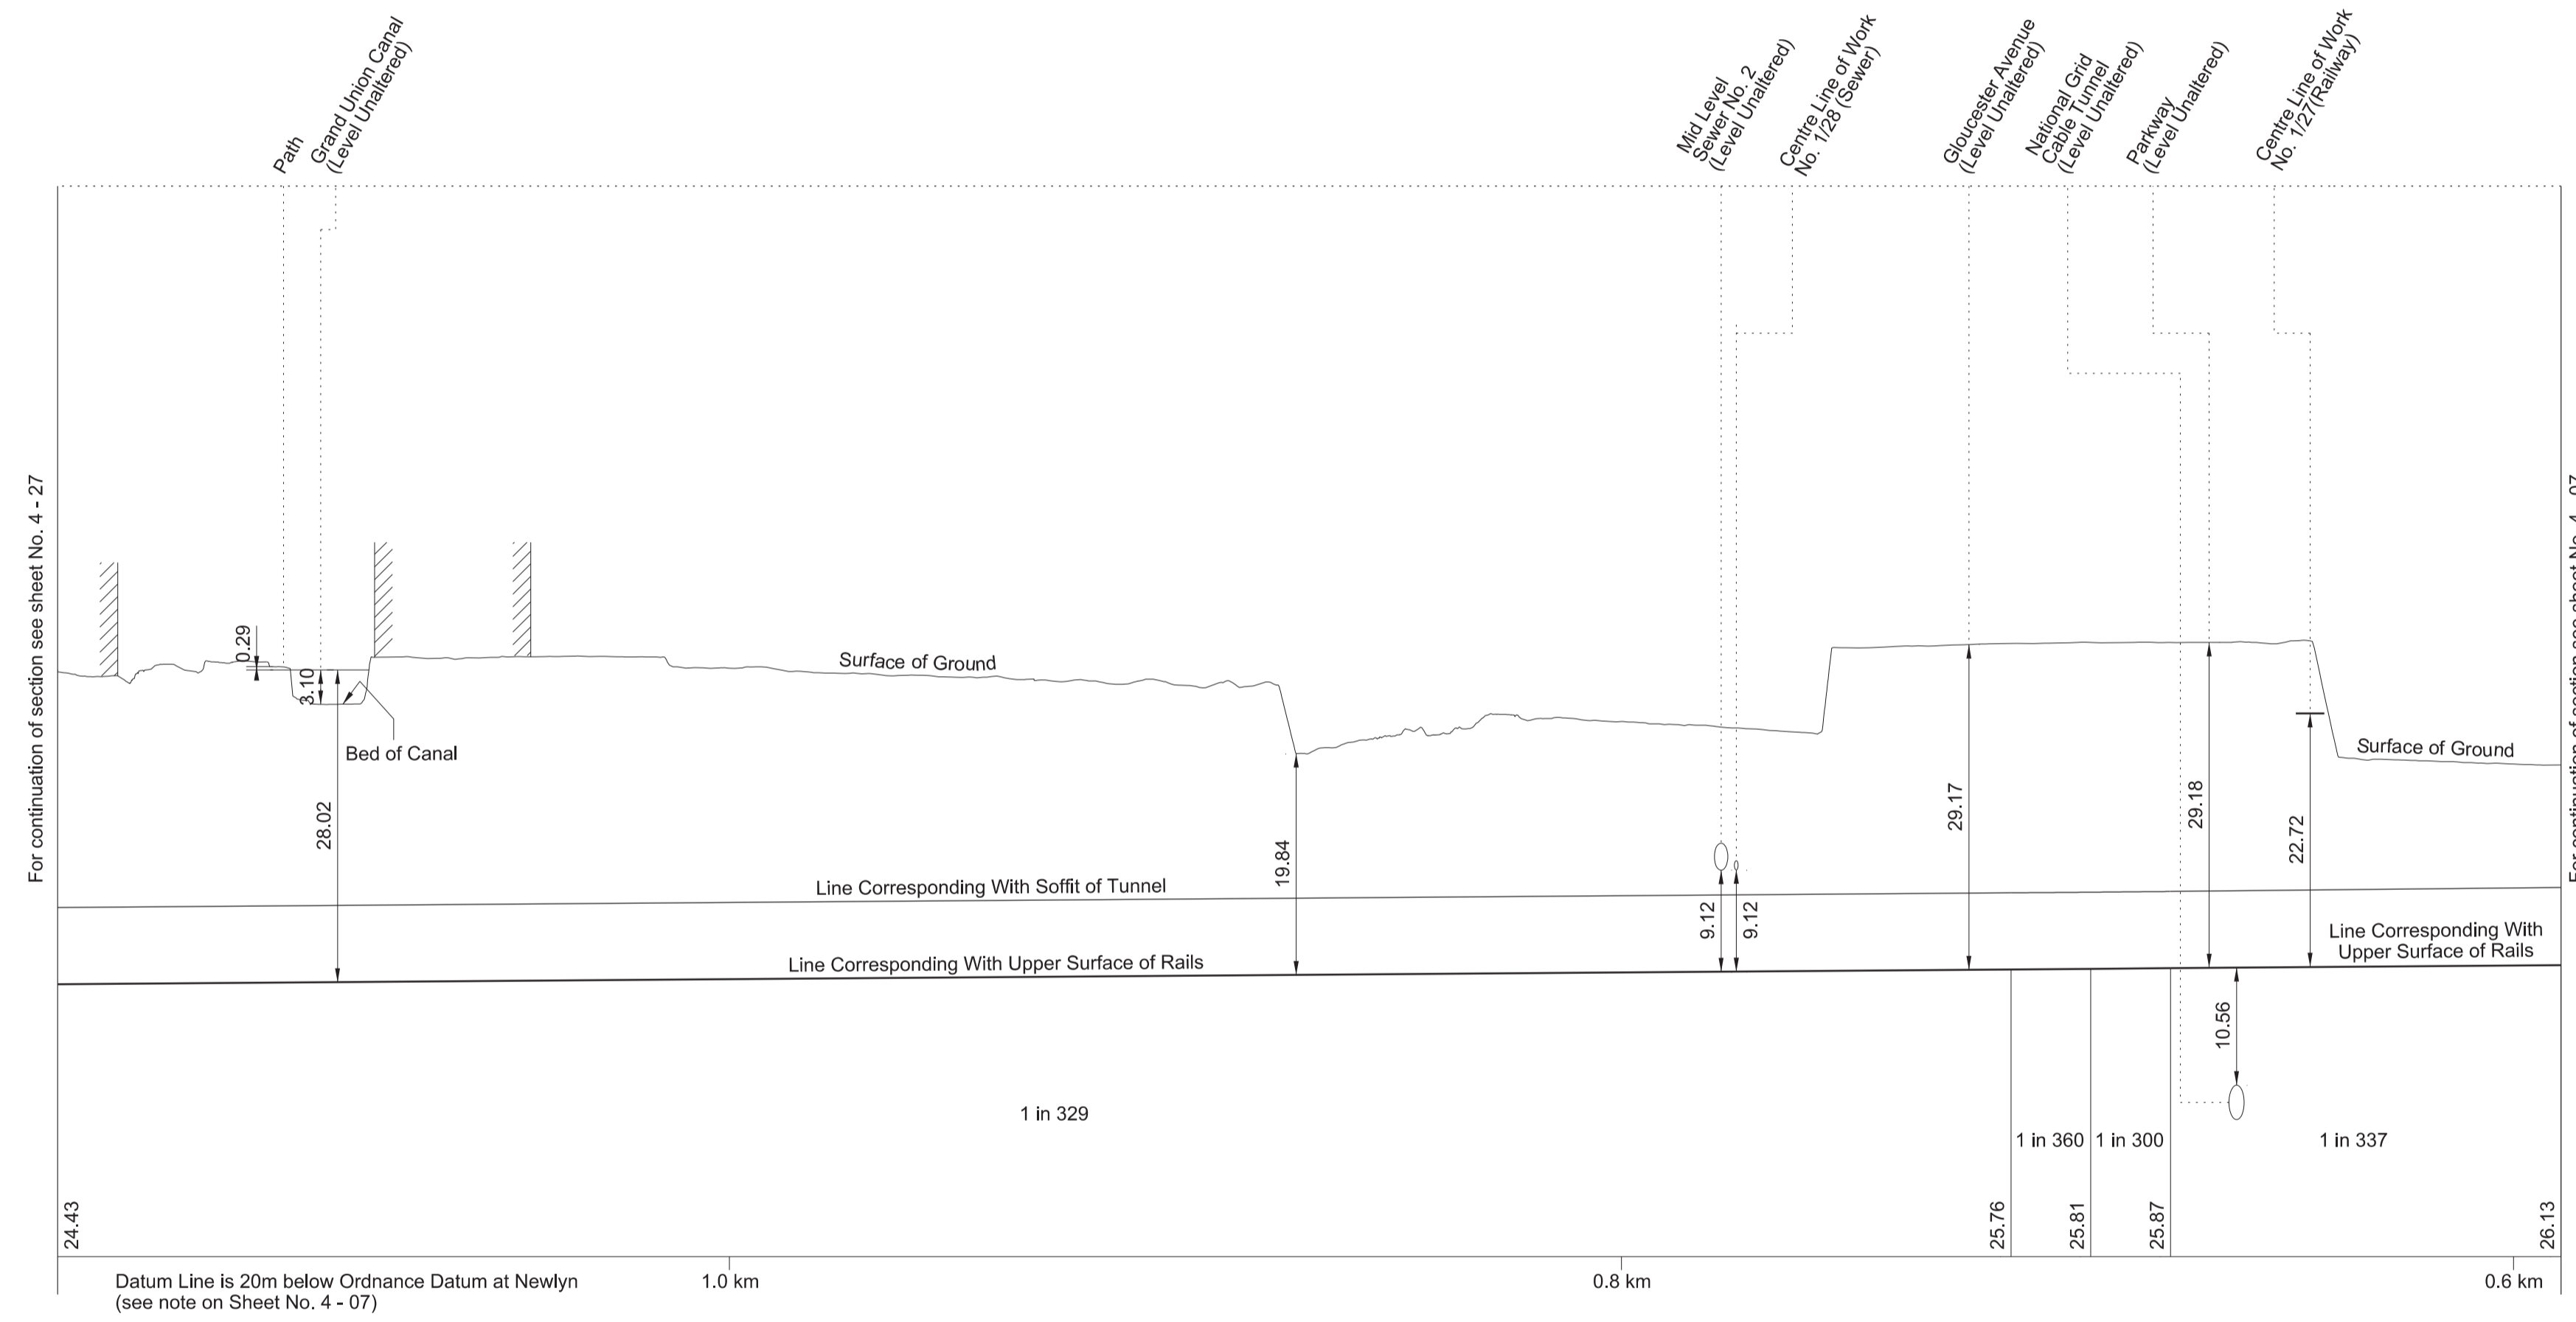 Path
Grand Union Canal
(Level Unaltered)
Mid Level
Sewer No. 2
(Level Unaltered)
Centre Line of Work
No. 1/28 (Sewer)
Gloucester Avenue
(Level Unaltered)
National Grid
Cable Tunnel
(Level Unaltered)
Parkway
(Level Unaltered)
Centre Line of Work
No. 1/27(Railway)
For continuation of section see sheet No. 4 - 27
0.29
3.10
Bed of Canal
28.02
Surface of Ground
19.84
9.12
9.12
29.17
29.18
22.72
Surface of Ground
Line Corresponding With Soffit of Tunnel
Line Corresponding With Upper Surface of Rails
Line Corresponding With
Upper Surface of Rails
10.56
1 in 329
1 in 360
1 in 300
1 in 337
24.43
25.76
25.81
25.87
26.13
Datum Line is 20m below Ordnance Datum at Newlyn
(see note on Sheet No. 4 - 07)
1.0 km
0.8 km
0.6 km